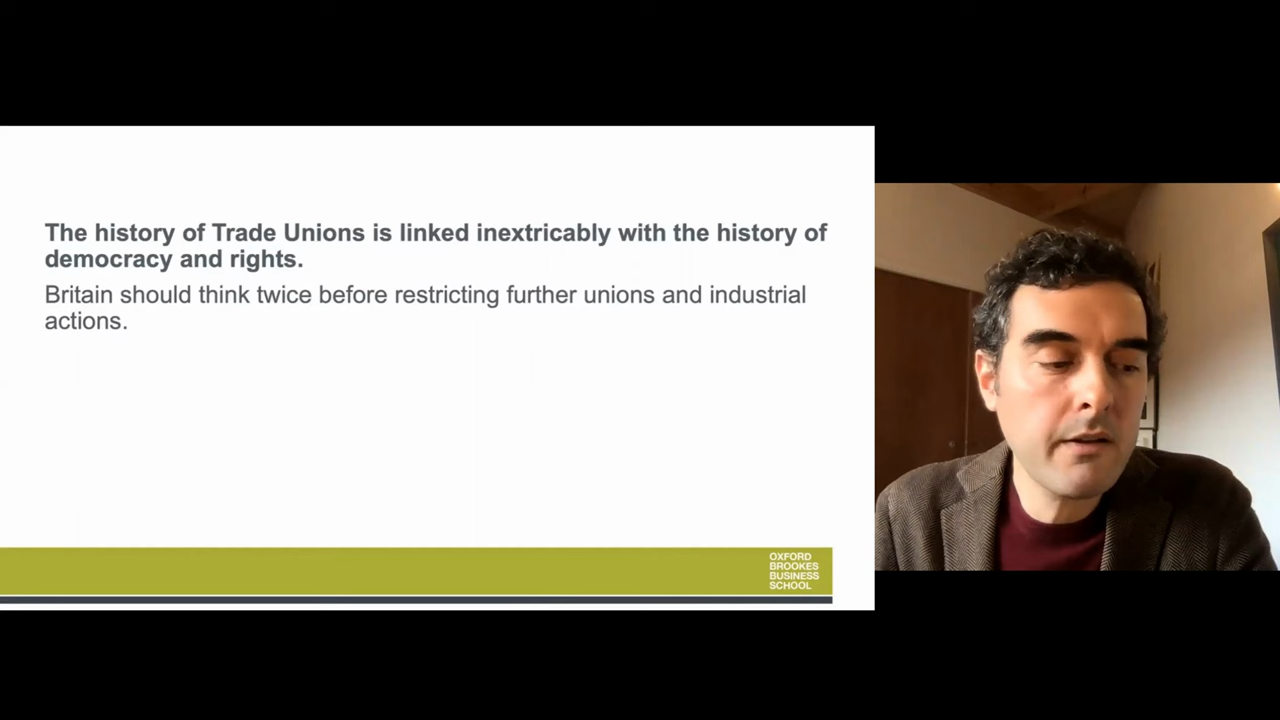 The history of Trade Unions is linked inextricably with the history of
democracy and rights.
Britain should think twice before restricting further unions and industrial
actions.
OXFORD
BROOKES
BUSINESS
SCHOOL